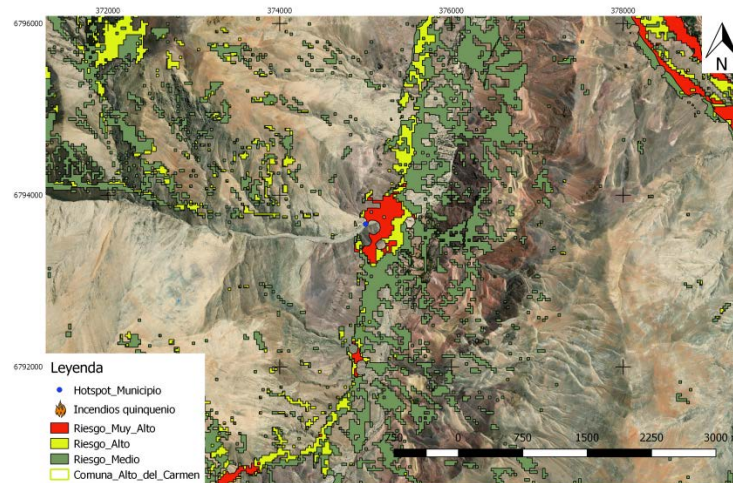 372000 374000 376000 378000
6796000
6794000
6792000
N
Leyenda
Hotspot_Municipio
Incendios quinquenio
Riesgo_Muy_Alto
Riesgo_Alto
Riesgo_Medio
Comuna_Alto_del_Carmen
750 0 750 1500 2250 3000 m